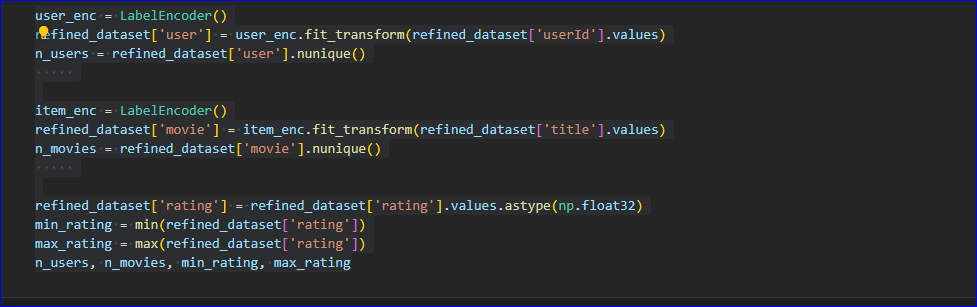 user_enc = LabelEncoder()
refined_dataset['user'] = user_enc.fit_transform(refined_dataset['userId'].values)
n_users = refined_dataset['user'].nunique()
item_enc = LabelEncoder()
refined_dataset['movie'] = item_enc.fit_transform(refined_dataset['title'].values)
n_movies = refined_dataset['movie'].nunique()
refined_dataset['rating'] = refined_dataset['rating'].values.astype(np.float32)
min_rating = min(refined_dataset['rating'])
max_rating = max(refined_dataset['rating'])
n_users, n_movies, min_rating, max_rating